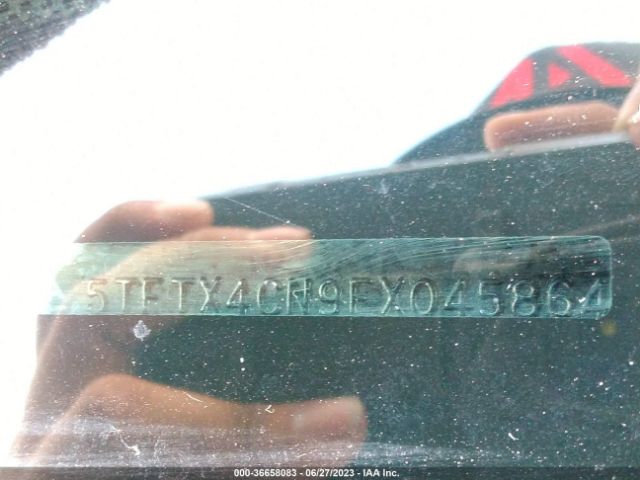 5TFTX4CN9EX045864
000-36658083 / 06/27/2023 - IAA Inc.